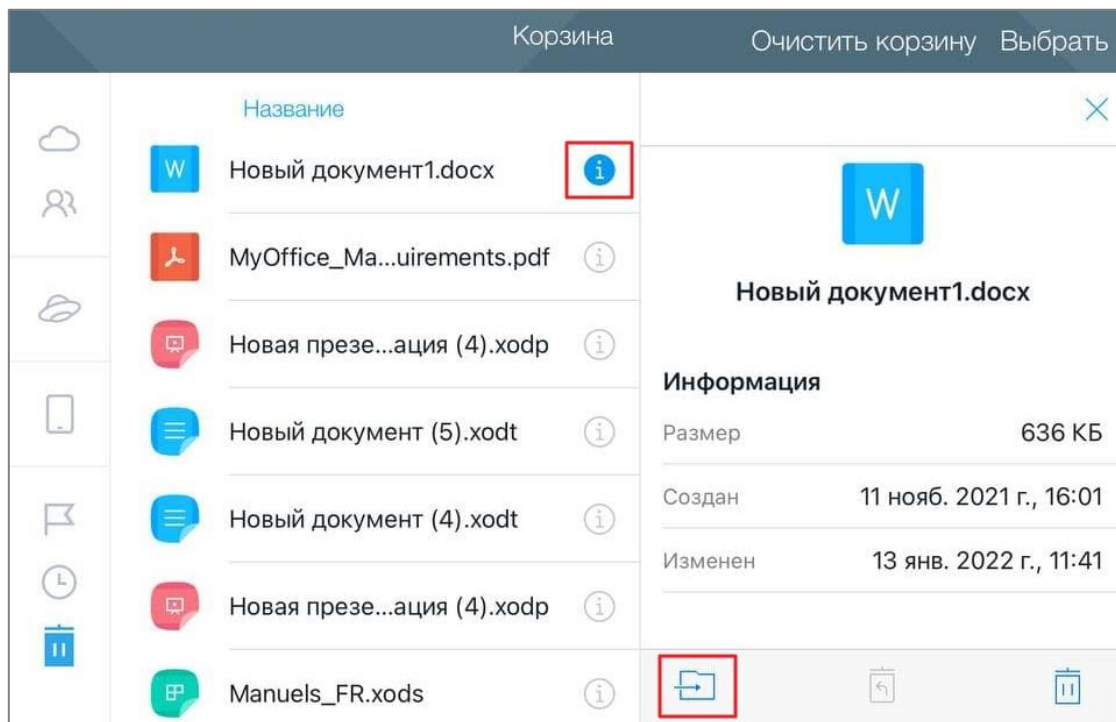 Корзина
Очистить корзину
Выбрать
Название
W
Новый документ1.docx
i
MyOffice_Ma...uirements.pdf
i
Новая презе...ация (4).xodp
i
Новый документ (5).xodt
i
Новый документ (4).xodt
i
Новая презе...ация (4).xodp
i
Manuels_FR.xods
i
W
Новый документ1.docx
Информация
Размер 636 КБ
Создан 11 нояб. 2021 г., 16:01
Изменен 13 янв. 2022 г., 11:41